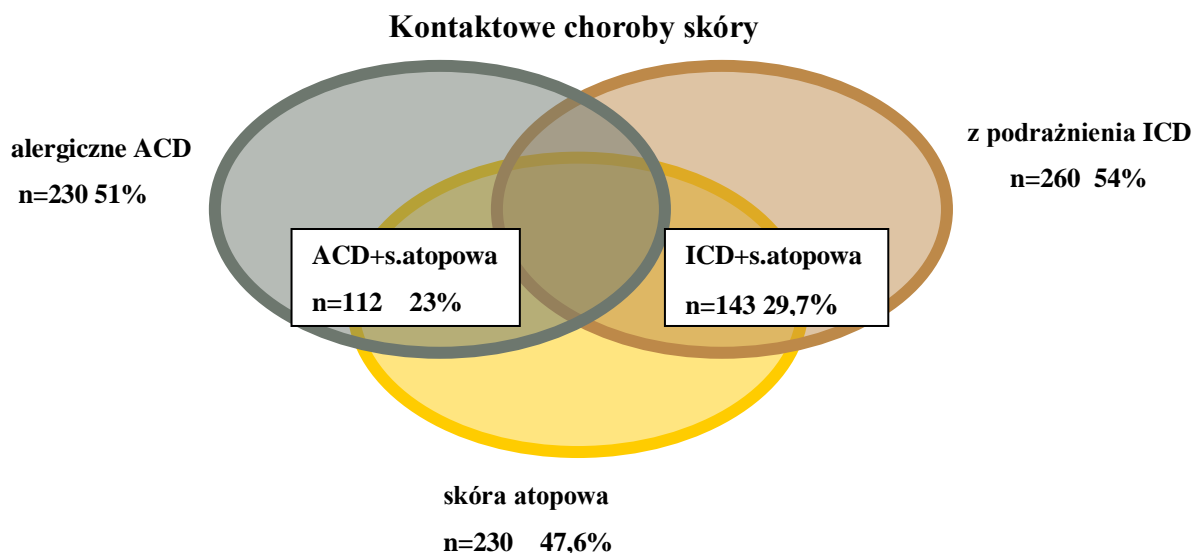 Kontaktowe choroby skóry
alergiczne ACD
n=230 51%
z podrażnienia ICD
n=260 54%
ACD+s.atopowa
n=112 23%
ICD+s.atopowa
n=143 29,7%
skóra atopowa
n=230 47,6%